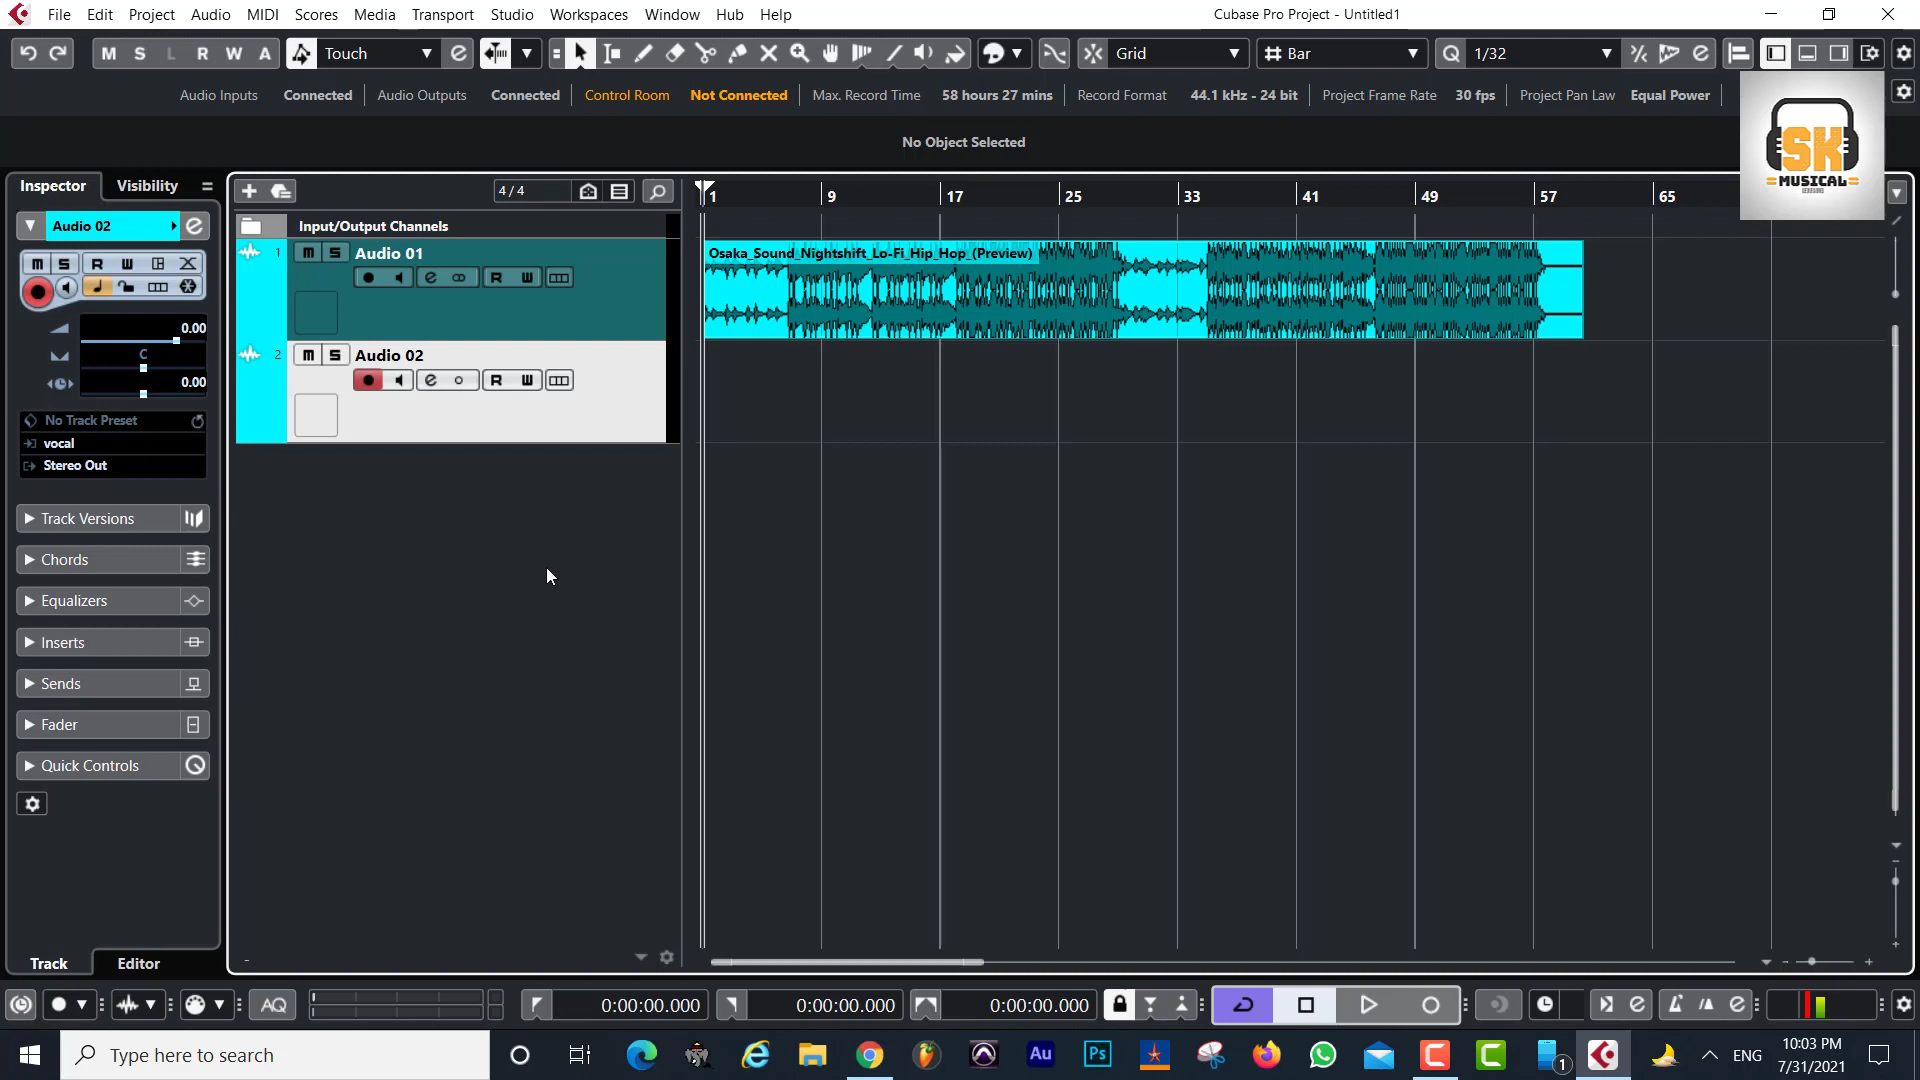 File Edit Project Audio MIDI Scores Media Transport Studio Workspaces Window Hub Help Cubase Pro Project - Untitled1
M S L R W A Touch Grid Bar 1/32
Audio Inputs Connected Audio Outputs Connected Control Room Not Connected Max. Record Time 58 hours 27 mins Record Format 44.1 kHz - 24 bit Project Frame Rate 30 fps Project Pan Law Equal Power
No Object Selected
SK
MUSICAL
Inspector Visibility 4 / 4 1 9 17 25 33 41 49 57 65
Audio 02 Input/Output Channels
1 M S Audio 01 Osaka_Sound_Nightshift_Lo-Fi_Hip_Hop_(Preview)
M S R W
R W
0.00
C 2 M S Audio 02
0.00 R W
No Track Preset
vocal
Stereo Out
Track Versions
Chords
Equalizers
Inserts
Sends
Fader
Quick Controls
Track Editor
AQ 0:00:00.000 0:00:00.000 0:00:00.000
Type here to search Au Ps 1 ENG 10:03 PM
7/31/2021